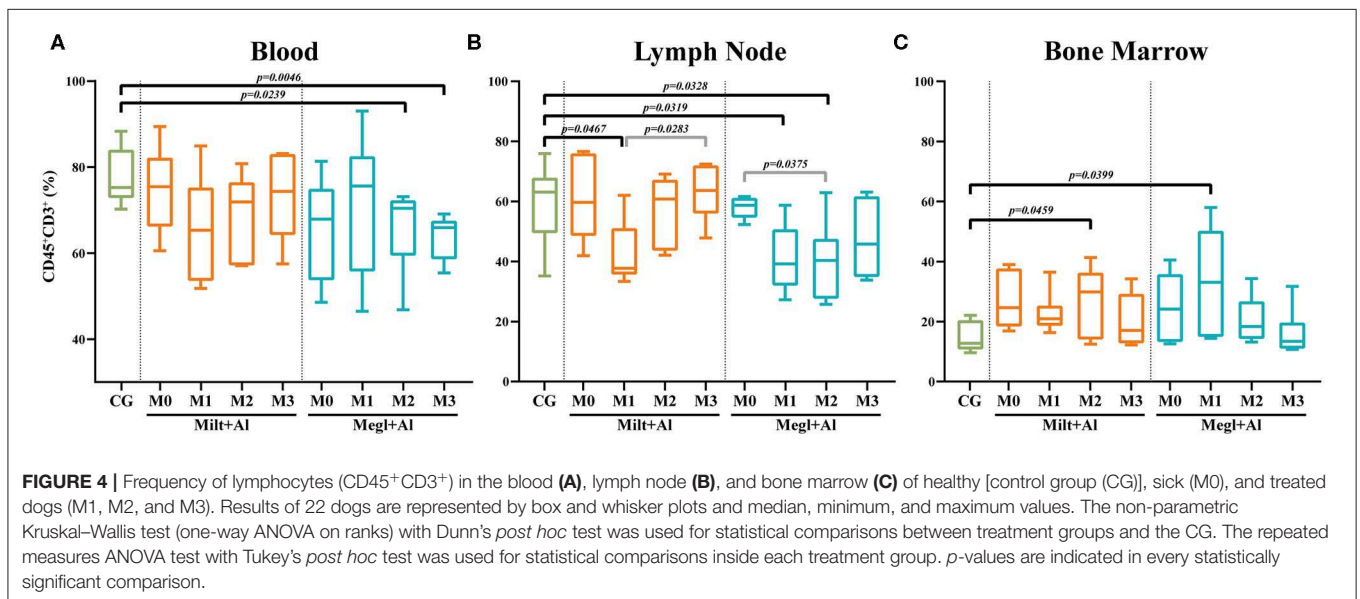 A
Blood
B
Lymph Node
C
Bone Marrow
CD45⁺CD3⁺ (%)
100
80
60
40
p=0.0046
p=0.0239
CG M0 M1 M2 M3 M0 M1 M2 M3
Milt+Al Megl+Al
100
80
60
40
20
0
p=0.0328
p=0.0319
p=0.0467 p=0.0283
p=0.0375
CG M0 M1 M2 M3 M0 M1 M2 M3
Milt+Al Megl+Al
100
80
60
40
20
0
p=0.0399
p=0.0459
CG M0 M1 M2 M3 M0 M1 M2 M3
Milt+Al Megl+Al
FIGURE 4 | Frequency of lymphocytes (CD45⁺CD3⁺) in the blood (A), lymph node (B), and bone marrow (C) of healthy [control group (CG)], sick (M0), and treated
dogs (M1, M2, and M3). Results of 22 dogs are represented by box and whisker plots and median, minimum, and maximum values. The non-parametric
Kruskal–Wallis test (one-way ANOVA on ranks) with Dunn's post hoc test was used for statistical comparisons between treatment groups and the CG. The repeated
measures ANOVA test with Tukey's post hoc test was used for statistical comparisons inside each treatment group. p-values are indicated in every statistically
significant comparison.